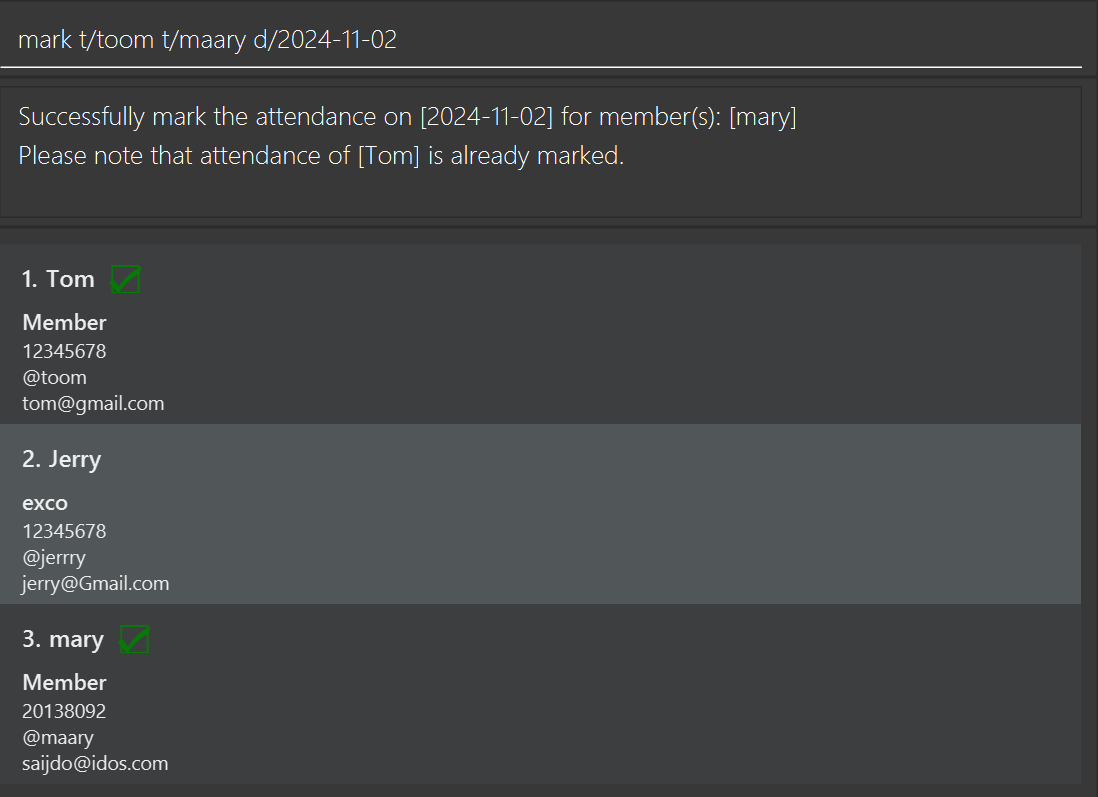 mark t/toom t/maary d/2024-11-02
Successfully mark the attendance on [2024-11-02] for member(s): [mary]
Please note that attendance of [Tom] is already marked.
1. Tom
Member
12345678
@toom
tom@gmail.com
2. Jerry
exco
12345678
@jerrry
jerry@Gmail.com
3. mary
Member
20138092
@maary
saijdo@idos.com